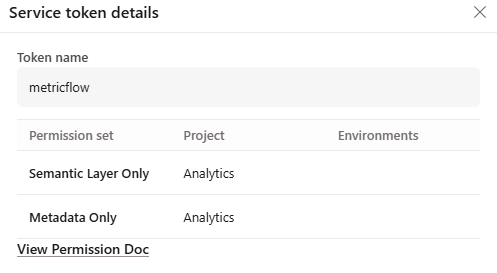 Service token details
Token name
metricflow
Permission set Project Environments
Semantic Layer Only Analytics
Metadata Only Analytics
View Permission Doc